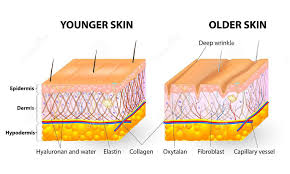 YOUNGER SKIN
OLDER SKIN
Deep wrinkle
Epidermis
Dermis
Hypodermis
Hyaluronan and water
Elastin
Collagen
Oxytalan
Fibroblast
Capillary vessel